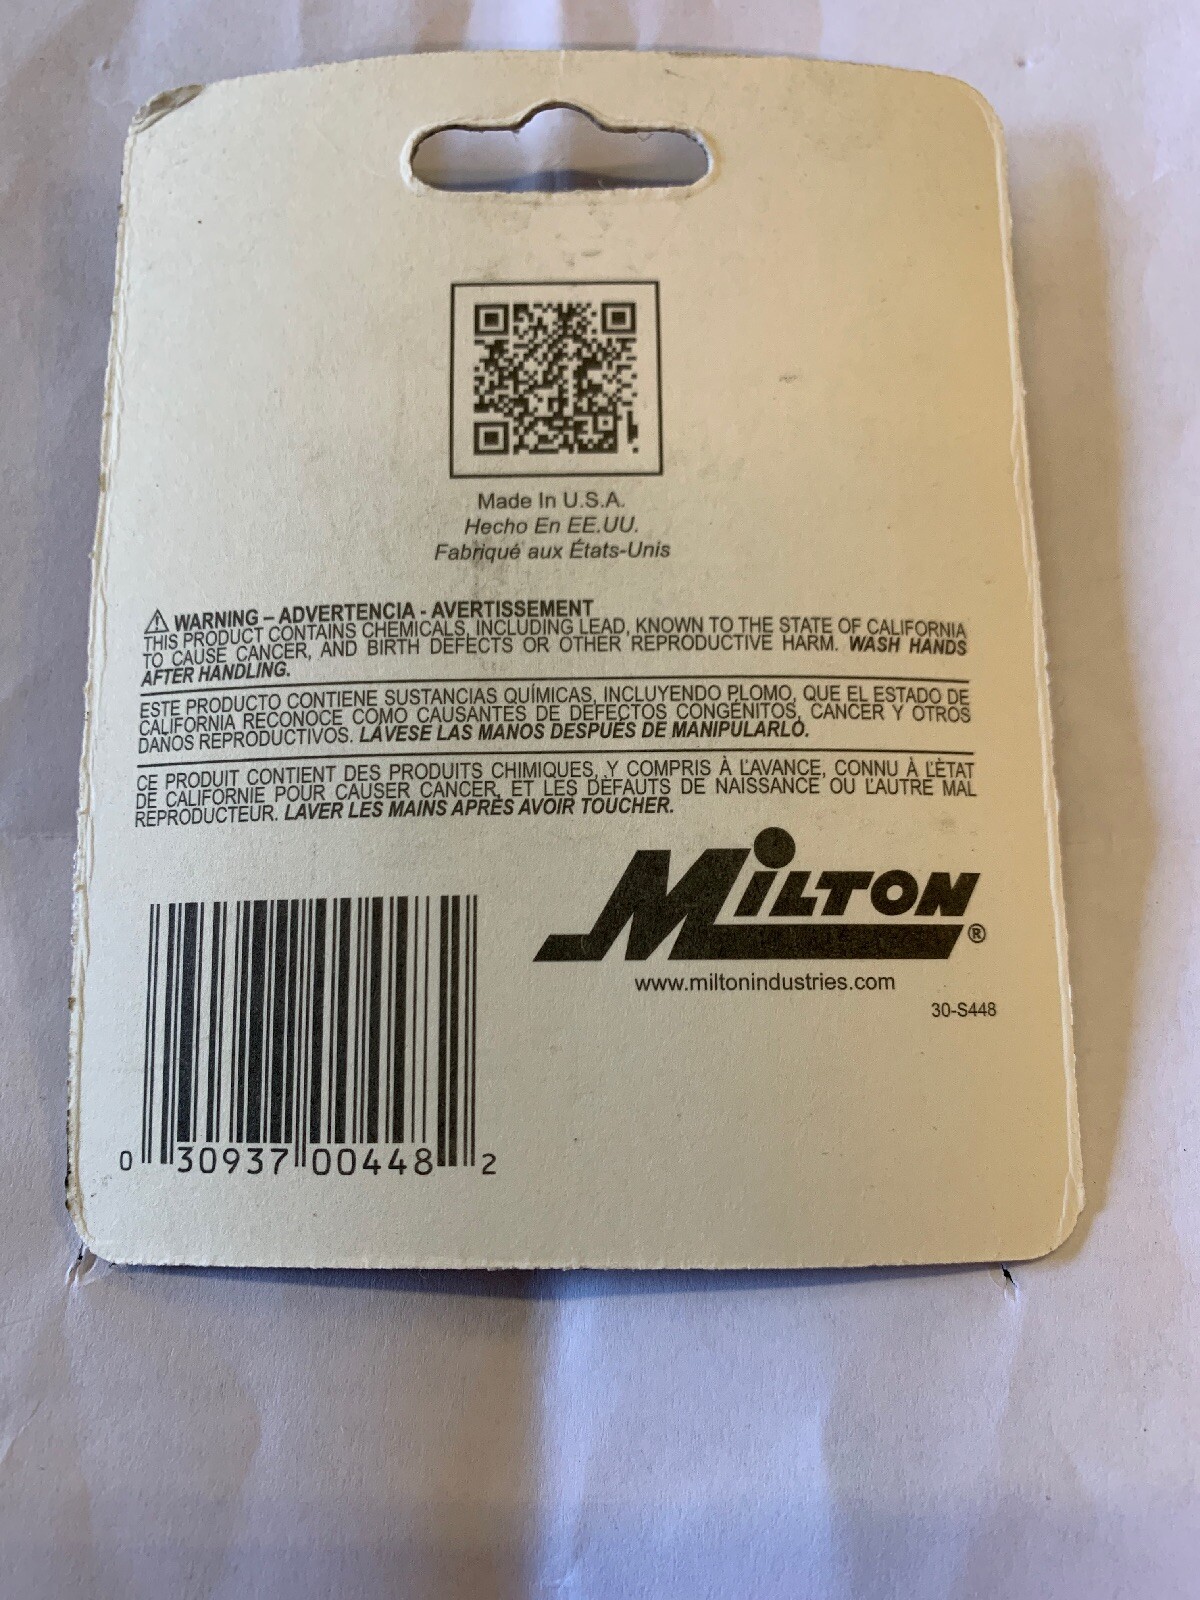 Made In U.S.A.
Hecho En EE.UU.
Fabriqué aux États-Unis
⚠ WARNING – ADVERTENCIA - AVERTISSEMENT
THIS PRODUCT CONTAINS CHEMICALS, INCLUDING LEAD, KNOWN TO THE STATE OF CALIFORNIA
TO CAUSE CANCER, AND BIRTH DEFECTS OR OTHER REPRODUCTIVE HARM. WASH HANDS
AFTER HANDLING.
ESTE PRODUCTO CONTIENE SUSTANCIAS QUÍMICAS, INCLUYENDO PLOMO, QUE EL ESTADO DE
CALIFORNIA RECONOCE COMO CAUSANTES DE DEFECTOS CONGÉNITOS, CANCER Y OTROS
DAÑOS REPRODUCTIVOS. LÁVESE LAS MANOS DESPUÉS DE MANIPULARLO.
CE PRODUIT CONTIENT DES PRODUITS CHIMIQUES, Y COMPRIS À L'AVANCE, CONNU À L'ÈTAT
DE CALIFORNIE POUR CAUSER CANCER, ET LES DÈFAUTS DE NAISSANCE OU L'AUTRE MAL
REPRODUCTEUR. LAVER LES MAINS APRÈS AVOIR TOUCHER.
MILTON®
www.miltonindustries.com
30-S448
0 30937 00448 2